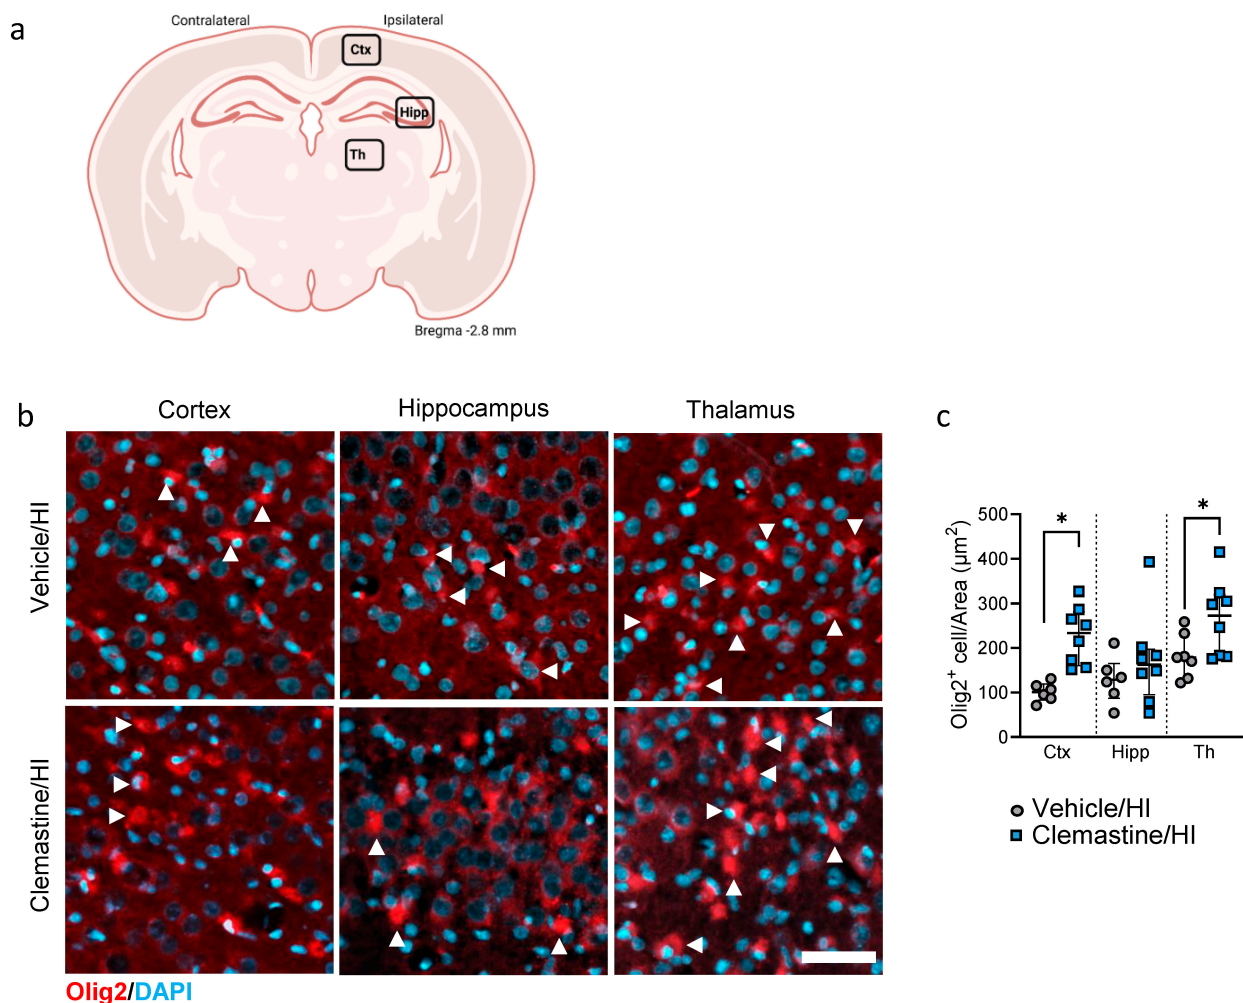 a
Contralateral Ipsilateral
Ctx
Hipp
Th
Bregma -2.8 mm
b
Cortex Hippocampus Thalamus
Vehicle/HI
Clemastine/HI
Olig2/DAPI
c
Olig2+ cell/Area (µm2)
500
400
300
200
100
0
* *
Ctx Hipp Th
Vehicle/HI
Clemastine/HI